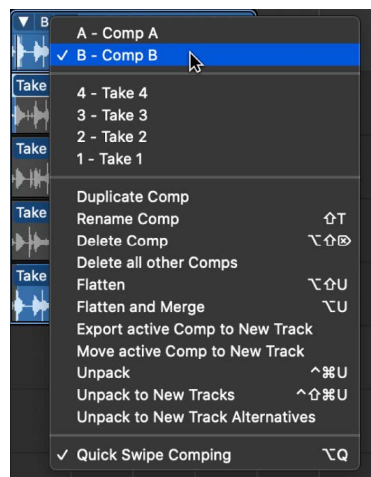 B
A - Comp A
✓ B - Comp B
Take
4 - Take 4
3 - Take 3
Take
2 - Take 2
1 - Take 1
Duplicate Comp
Take
Rename Comp ⇧T
Delete Comp ⌥⇧⌦
Delete all other Comps
Take
Flatten ⌥⇧U
Flatten and Merge ⌥U
Export active Comp to New Track
Move active Comp to New Track
Unpack ^⌘U
Unpack to New Tracks ^⇧⌘U
Unpack to New Track Alternatives
✓ Quick Swipe Comping ⌥Q